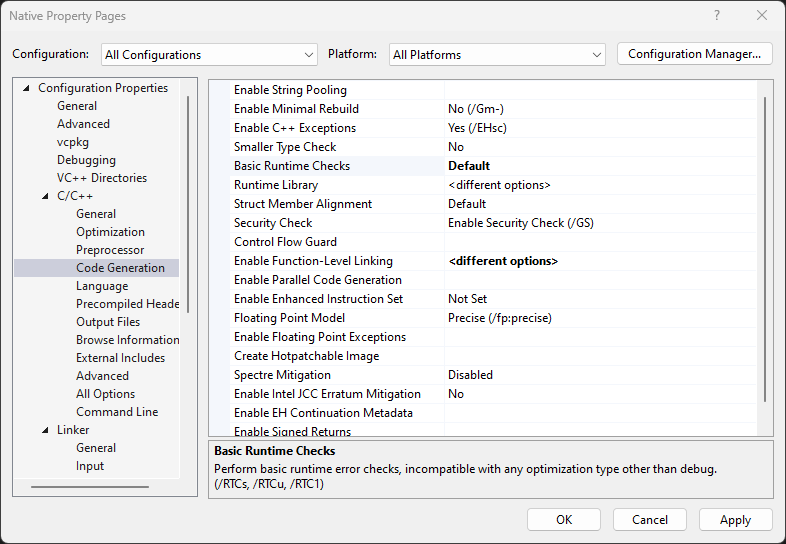 Native Property Pages
Configuration: All Configurations Platform: All Platforms Configuration Manager...
Configuration Properties
General
Advanced
vcpkg
Debugging
VC++ Directories
C/C++
General
Optimization
Preprocessor
Code Generation
Language
Precompiled Heade
Output Files
Browse Information
External Includes
Advanced
All Options
Command Line
Linker
General
Input
Enable String Pooling
Enable Minimal Rebuild No (/Gm-)
Enable C++ Exceptions Yes (/EHsc)
Smaller Type Check No
Basic Runtime Checks Default
Runtime Library <different options>
Struct Member Alignment Default
Security Check Enable Security Check (/GS)
Control Flow Guard
Enable Function-Level Linking <different options>
Enable Parallel Code Generation
Enable Enhanced Instruction Set Not Set
Floating Point Model Precise (/fp:precise)
Enable Floating Point Exceptions
Create Hotpatchable Image
Spectre Mitigation Disabled
Enable Intel JCC Erratum Mitigation No
Enable EH Continuation Metadata
Enable Signed Returns
Basic Runtime Checks
Perform basic runtime error checks, incompatible with any optimization type other than debug.
(/RTCs, /RTCu, /RTC1)
OK Cancel Apply